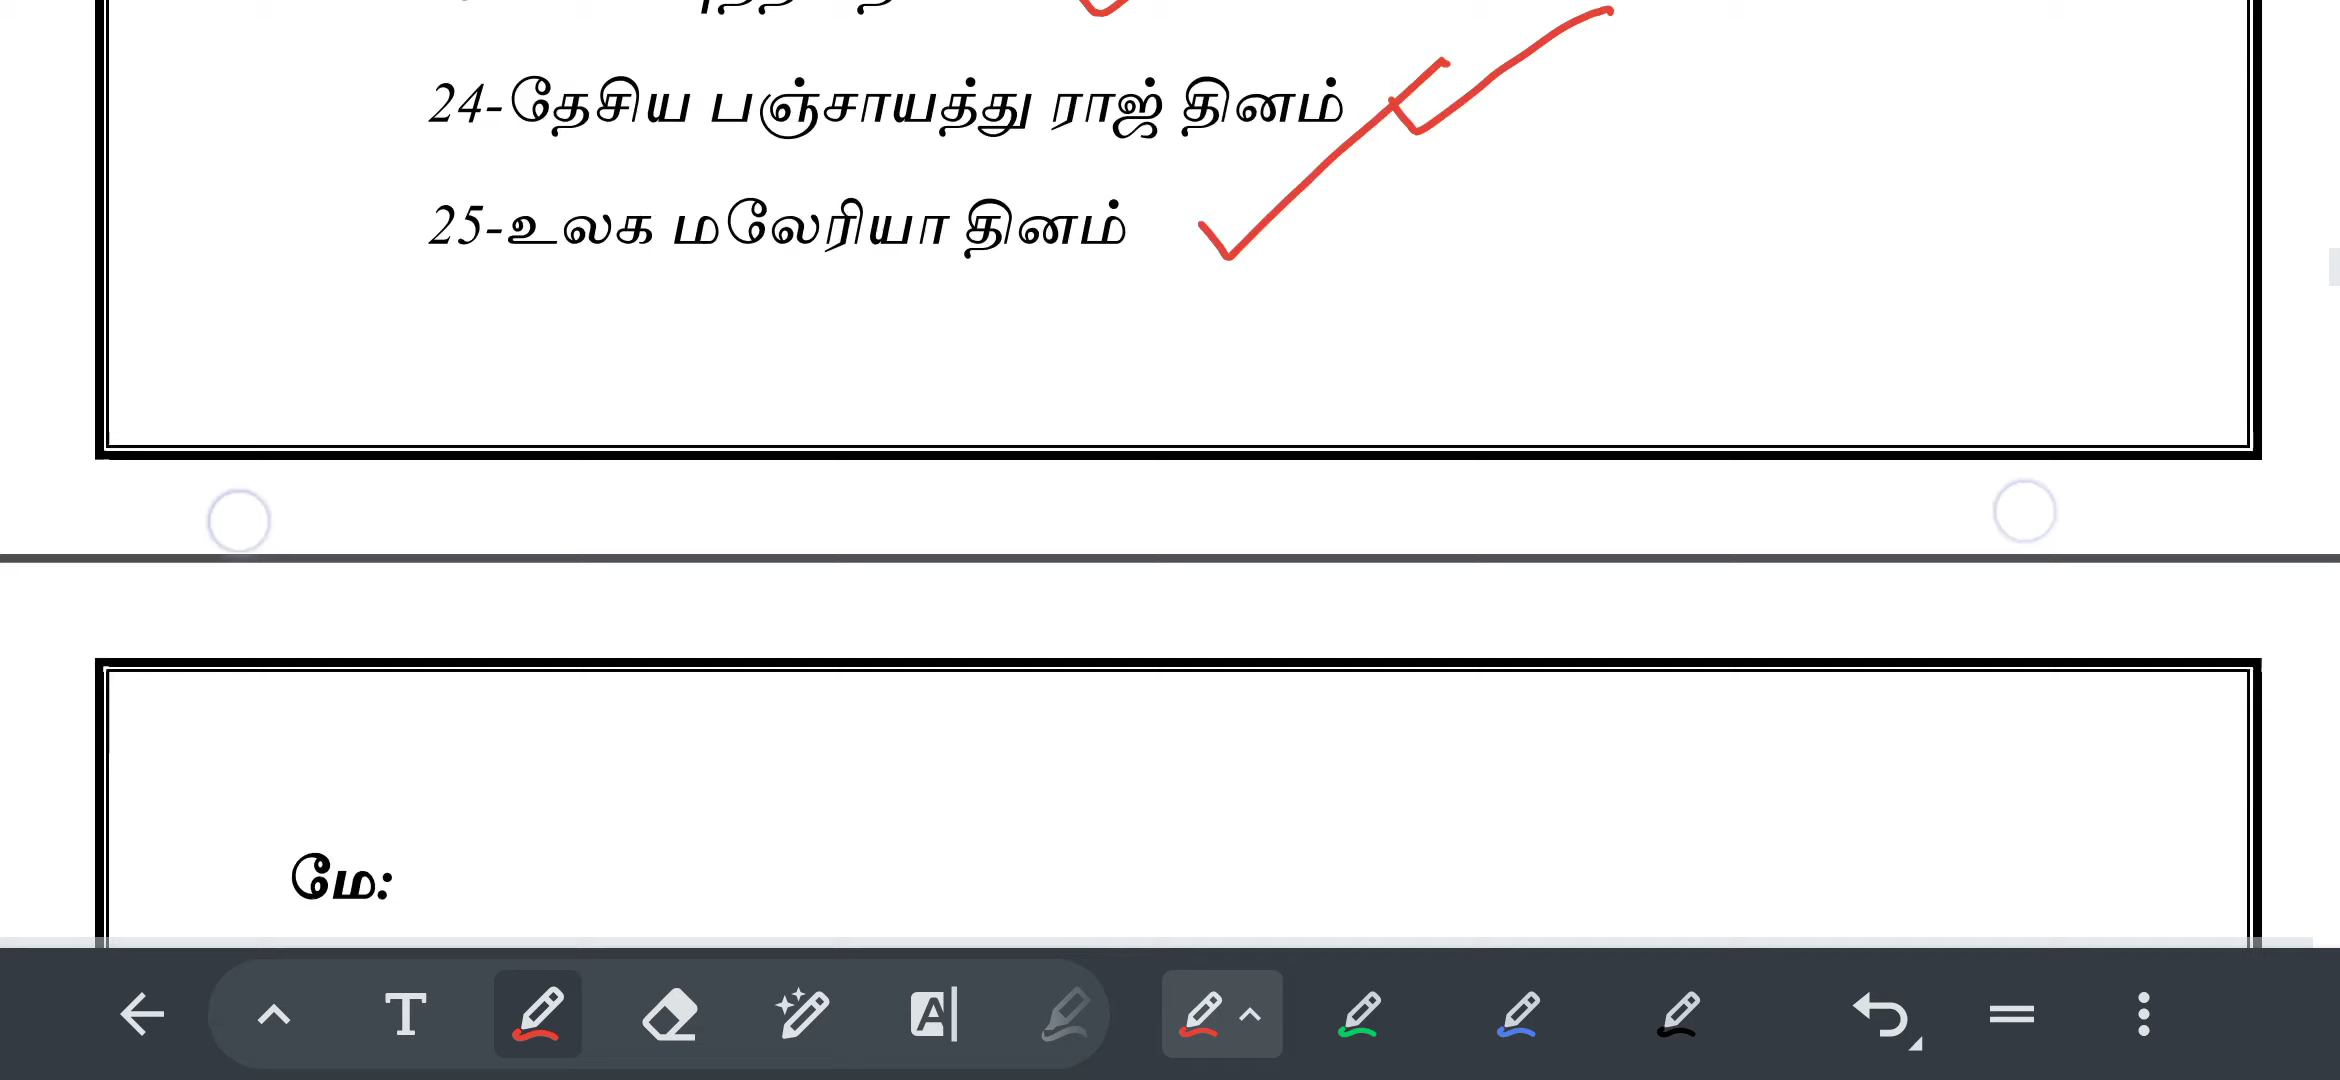 24-தேசிய பஞ்சாயத்து ராஜ் தினம்
25-உலக மலேரியா தினம்
மே: